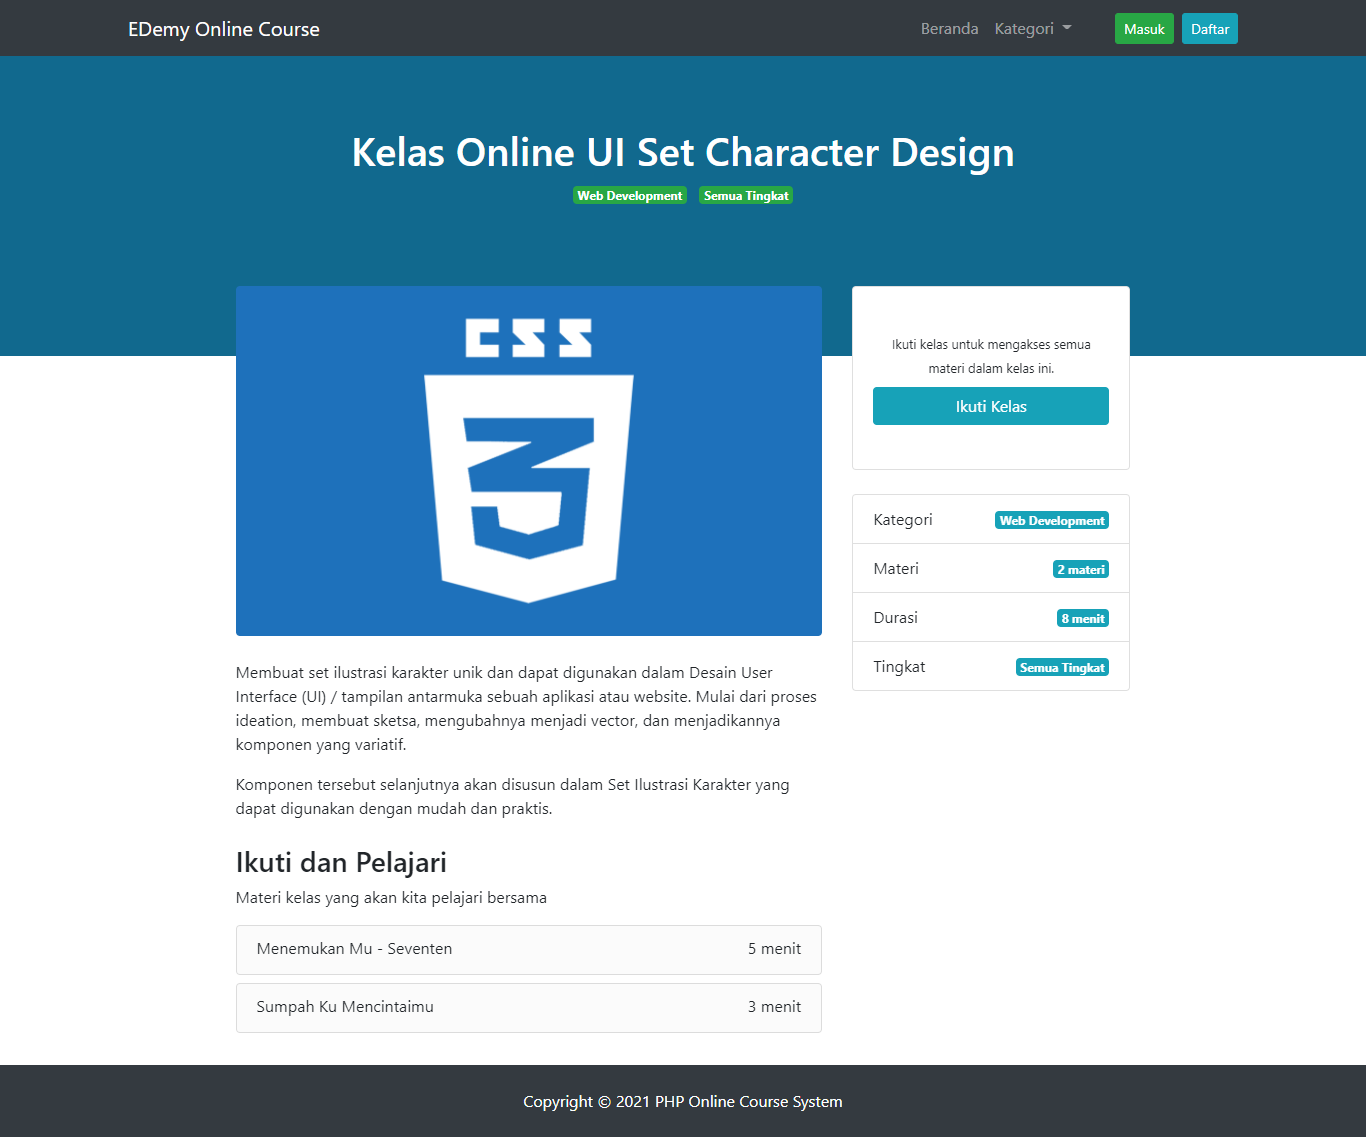 EDemy Online Course
Beranda
Kategori
Masuk
Daftar
Kelas Online UI Set Character Design
Web Development
Semua Tingkat
CSS
3
Membuat set ilustrasi karakter unik dan dapat digunakan dalam Desain User
Interface (UI) / tampilan antarmuka sebuah aplikasi atau website. Mulai dari proses
ideation, membuat sketsa, mengubahnya menjadi vector, dan menjadikannya
komponen yang variatif.
Komponen tersebut selanjutnya akan disusun dalam Set Ilustrasi Karakter yang
dapat digunakan dengan mudah dan praktis.
Ikuti dan Pelajari
Materi kelas yang akan kita pelajari bersama
Menemukan Mu - Seventen 5 menit
Sumpah Ku Mencintaimu 3 menit
Ikuti kelas untuk mengakses semua
materi dalam kelas ini.
Ikuti Kelas
Kategori Web Development
Materi 2 materi
Durasi 8 menit
Tingkat Semua Tingkat
Copyright © 2021 PHP Online Course System